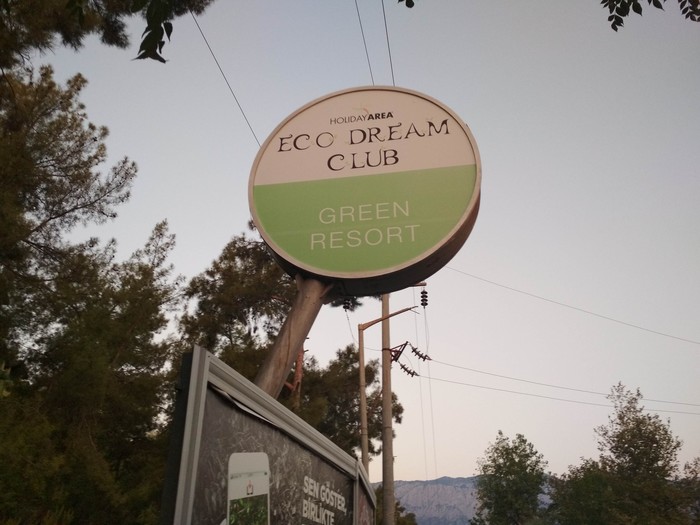 HOLIDAYAREA
ECO DREAM
CLUB
GREEN
RESORT
SEN GÖSTER,
BİRLİKTE